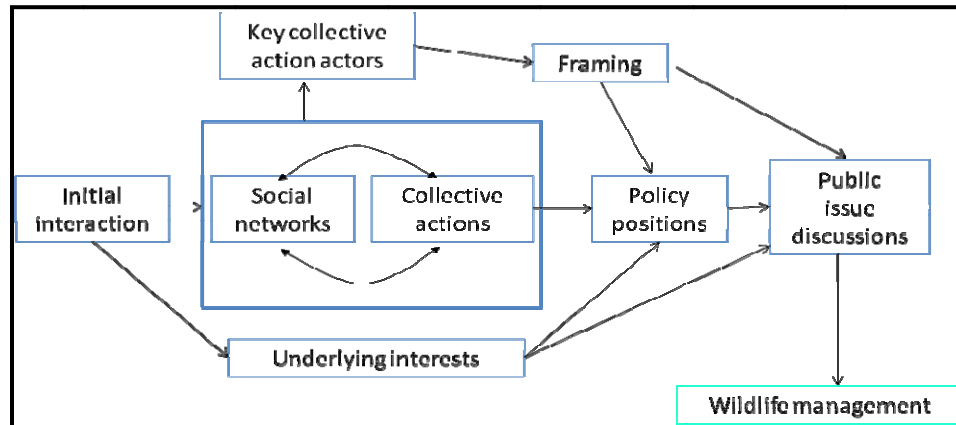 Key collective
action actors
Framing
Initial
interaction
Social
networks
Collective
actions
Policy
positions
Public
issue
discussions
Underlying interests
Wildlife management